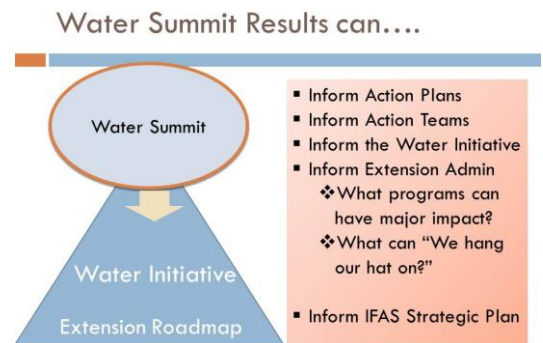 Water Summit Results can....
Water Summit
Water Initiative
Extension Roadmap
▪ Inform Action Plans
▪ Inform Action Teams
▪ Inform the Water Initiative
▪ Inform Extension Admin
❖What programs can
have major impact?
❖What can “We hang
our hat on?”
▪ Inform IFAS Strategic Plan